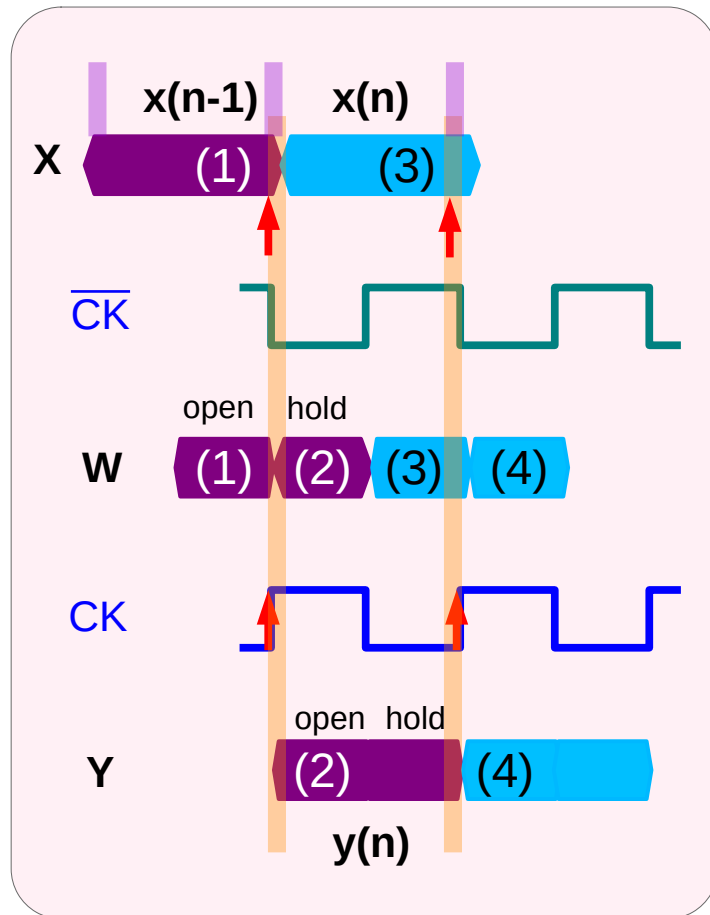 x(n-1) x(n)
X (1) (3)
CK
open hold
W (1) (2) (3) (4)
CK
open hold
Y (2) (4)
y(n)